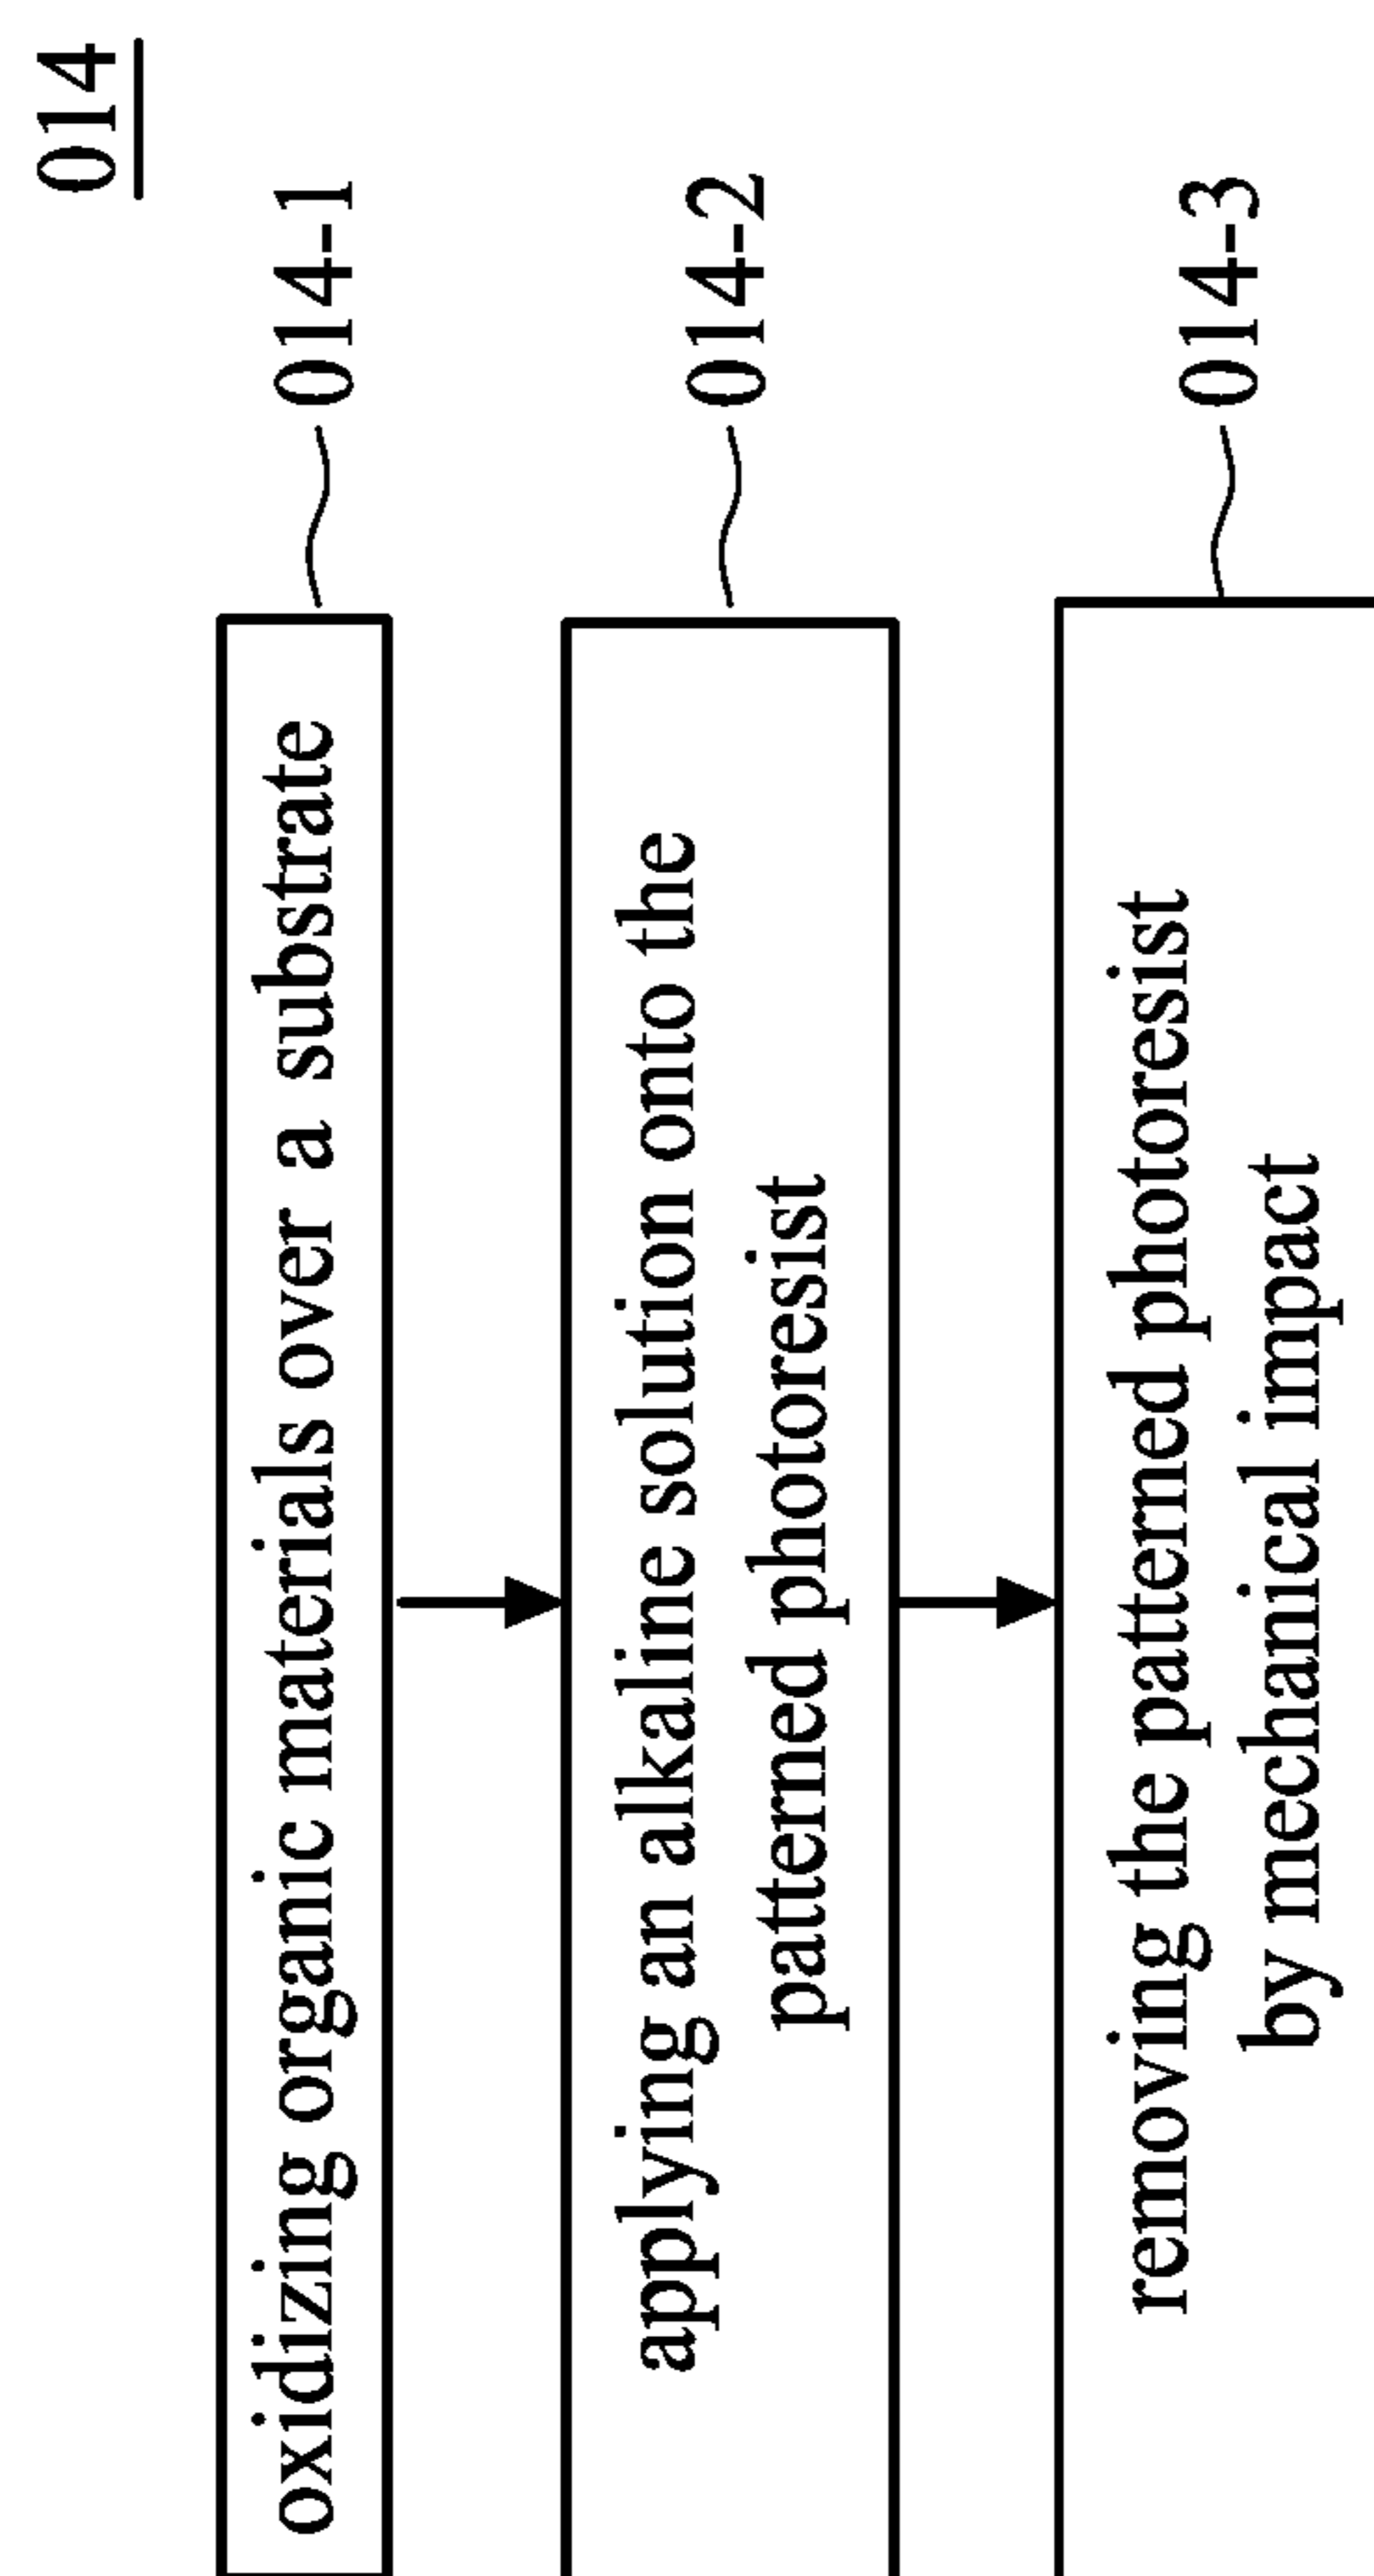 014
oxidizing organic materials over a substrate
014-1
applying an alkaline solution onto the
patterned photoresist
014-2
removing the patterned photoresist
by mechanical impact
014-3